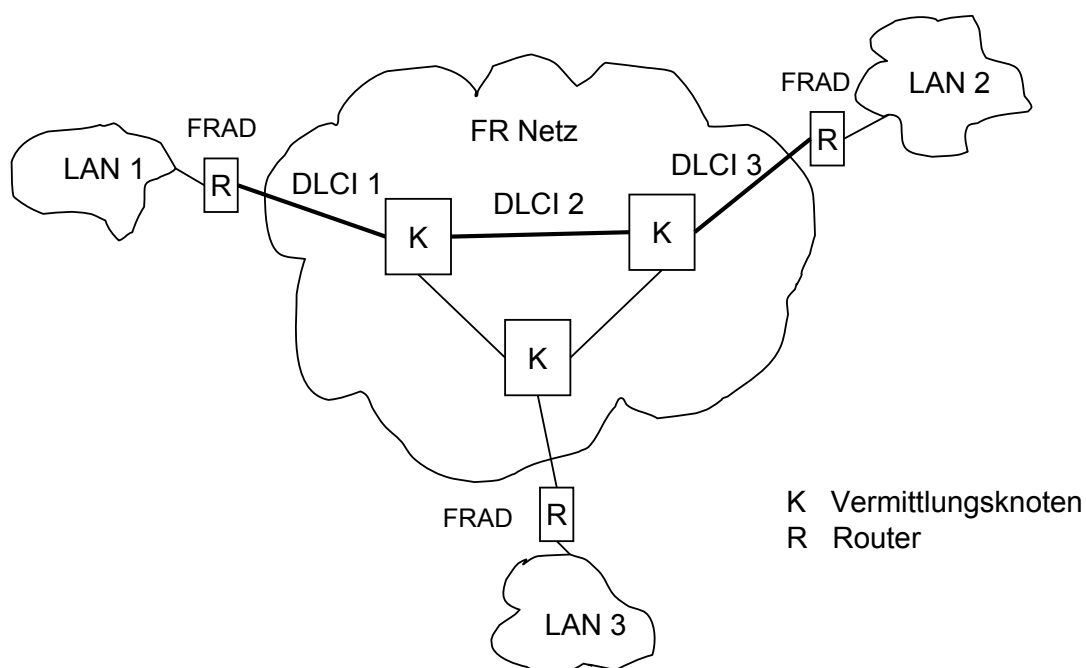 LAN 2
FRAD
FR Netz
FRAD
R
LAN 1
DLCI 3
R
DLCI 1
DLCI 2
K
K
K
FRAD
R
K Vermittlungsknoten
R Router
LAN 3